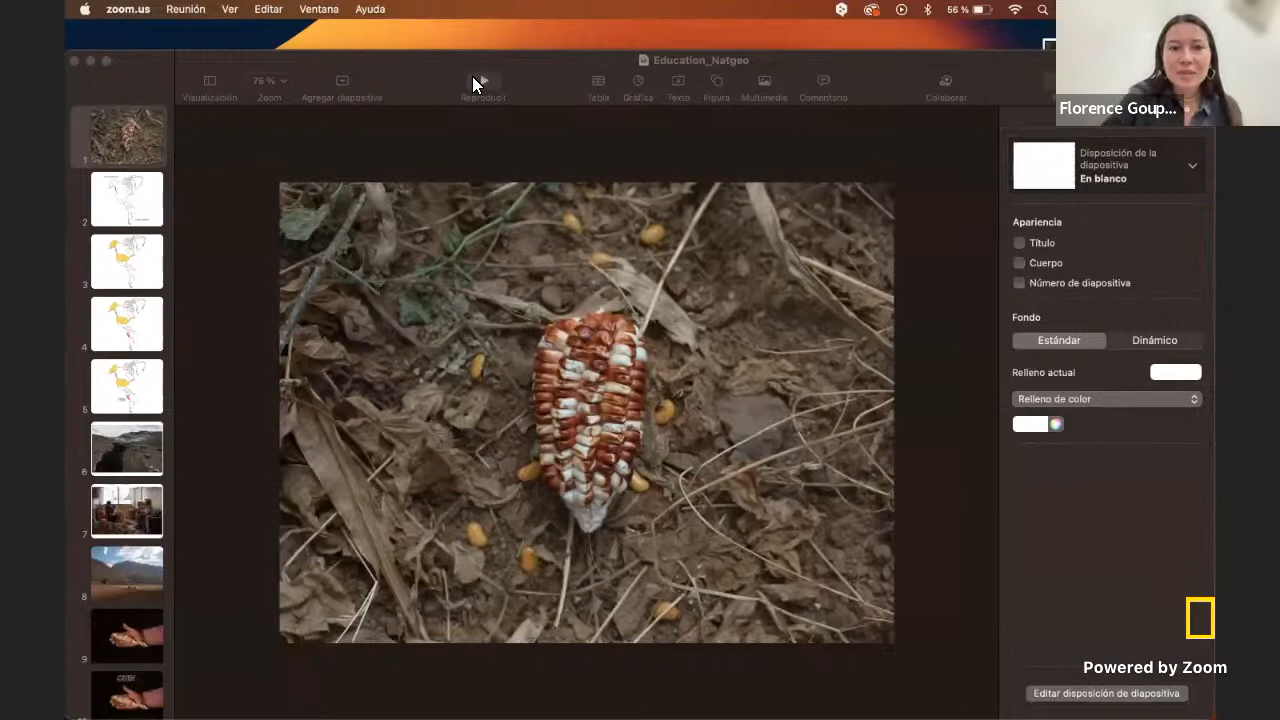 zoom.us Reunión Ver Editar Ventana Ayuda
56 %
Florence Goup...
Education_Natgeo
75 %
Visualización Zoom Agregar diapositiva Reproducir Tabla Gráfica Texto Figura Multimedia Comentario Colaborar
Disposición de la
diapositiva
En blanco
Apariencia
Título
Cuerpo
Número de diapositiva
Fondo
Estándar Dinámico
Relleno actual
Relleno de color
1
2
3
4
5
6
7
8
9
Powered by Zoom
Editar disposición de diapositiva